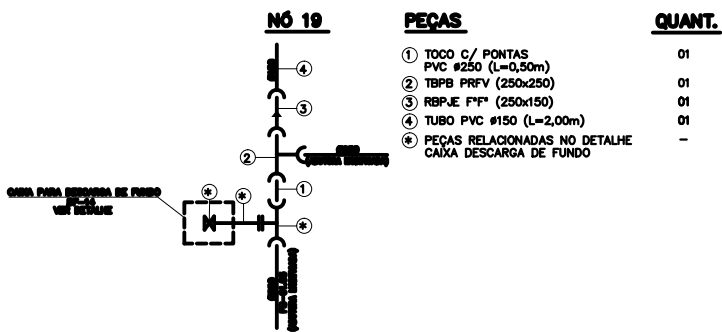 NÓ 19
PEÇAS QUANT.
1 TOCO C/ PONTAS
PVC ø250 (L=0,50m) 01
2 TBPB PRFV (250x250) 01
3 RBPJE FºFº (250x150) 01
4 TUBO PVC ø150 (L=2,00m) 01
* PEÇAS RELACIONADAS NO DETALHE -
CAIXA DESCARGA DE FUNDO
4
3
2
1
*
*
*
CAIXA PARA DESCARGA DE FUNDO
VER DETALHE